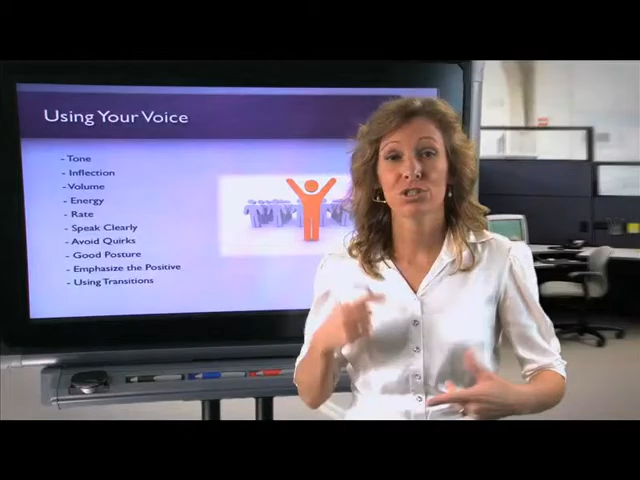 Using Your Voice
- Tone
- Inflection
- Volume
- Energy
- Rate
- Speak Clearly
- Avoid Quirks
- Good Posture
- Emphasize the Positive
- Using Transitions